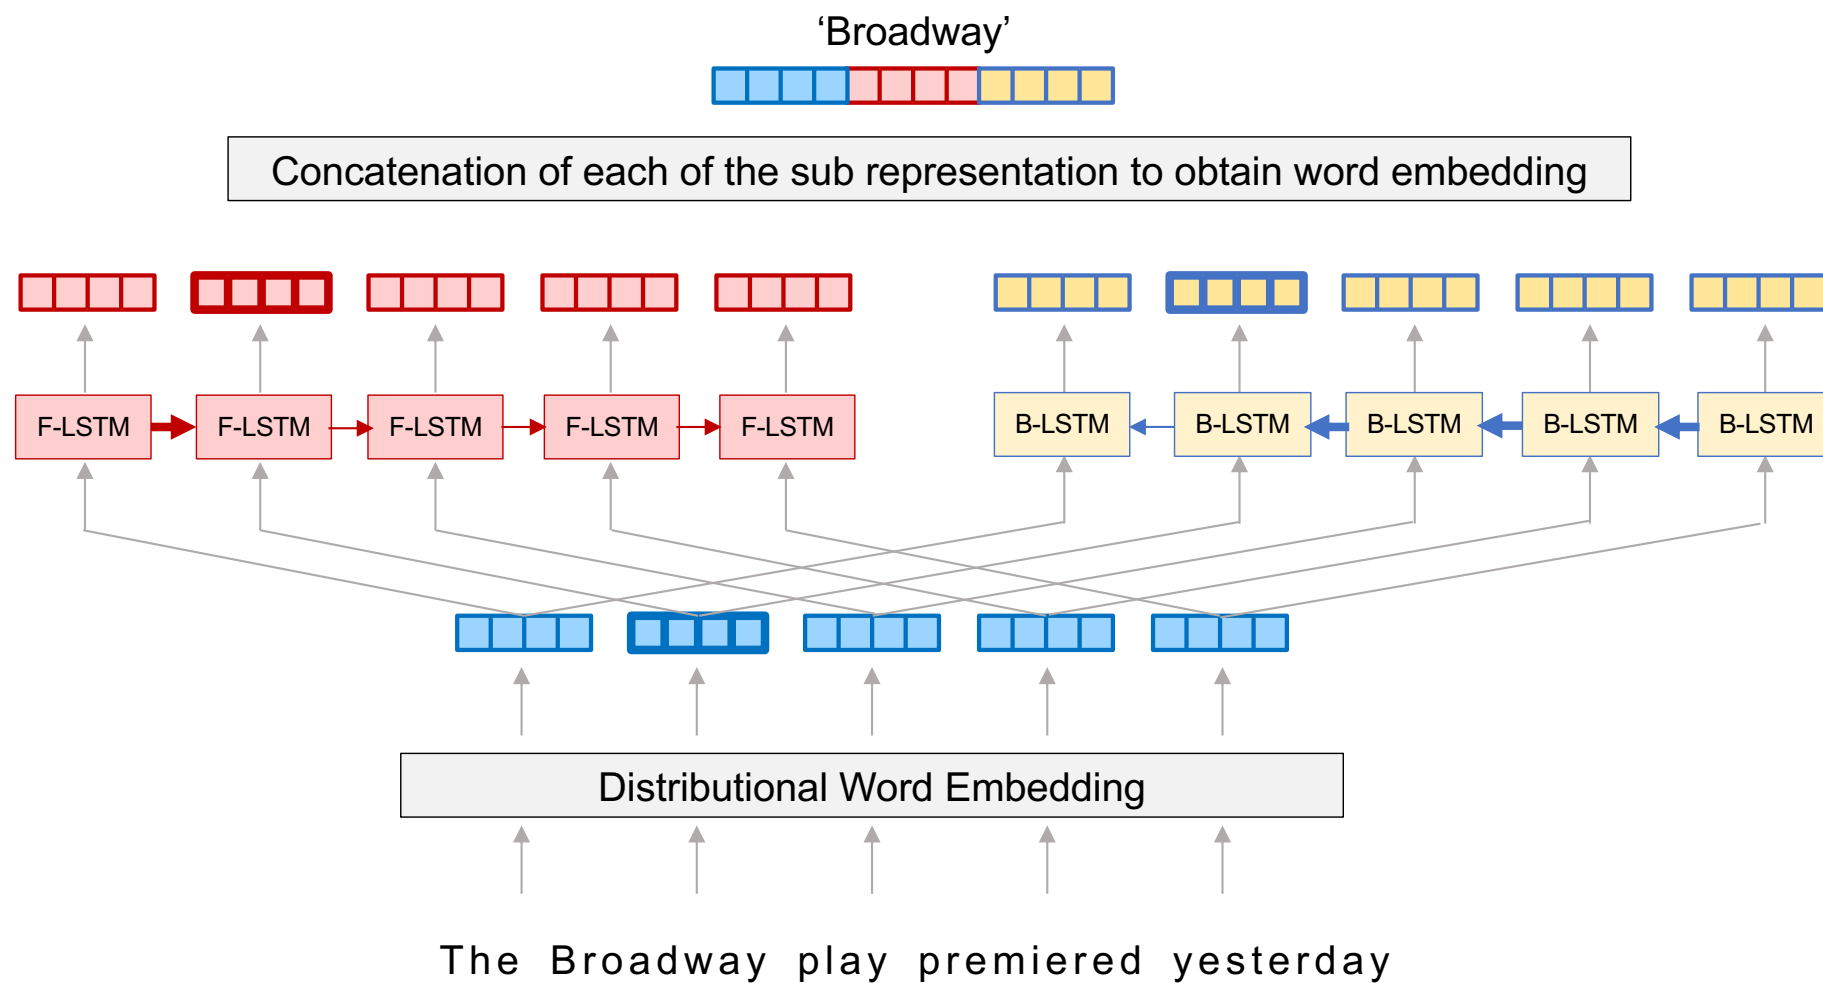 ‘Broadway’
Concatenation of each of the sub representation to obtain word embedding
F-LSTM F-LSTM F-LSTM F-LSTM F-LSTM B-LSTM B-LSTM B-LSTM B-LSTM B-LSTM
Distributional Word Embedding
The Broadway play premiered yesterday